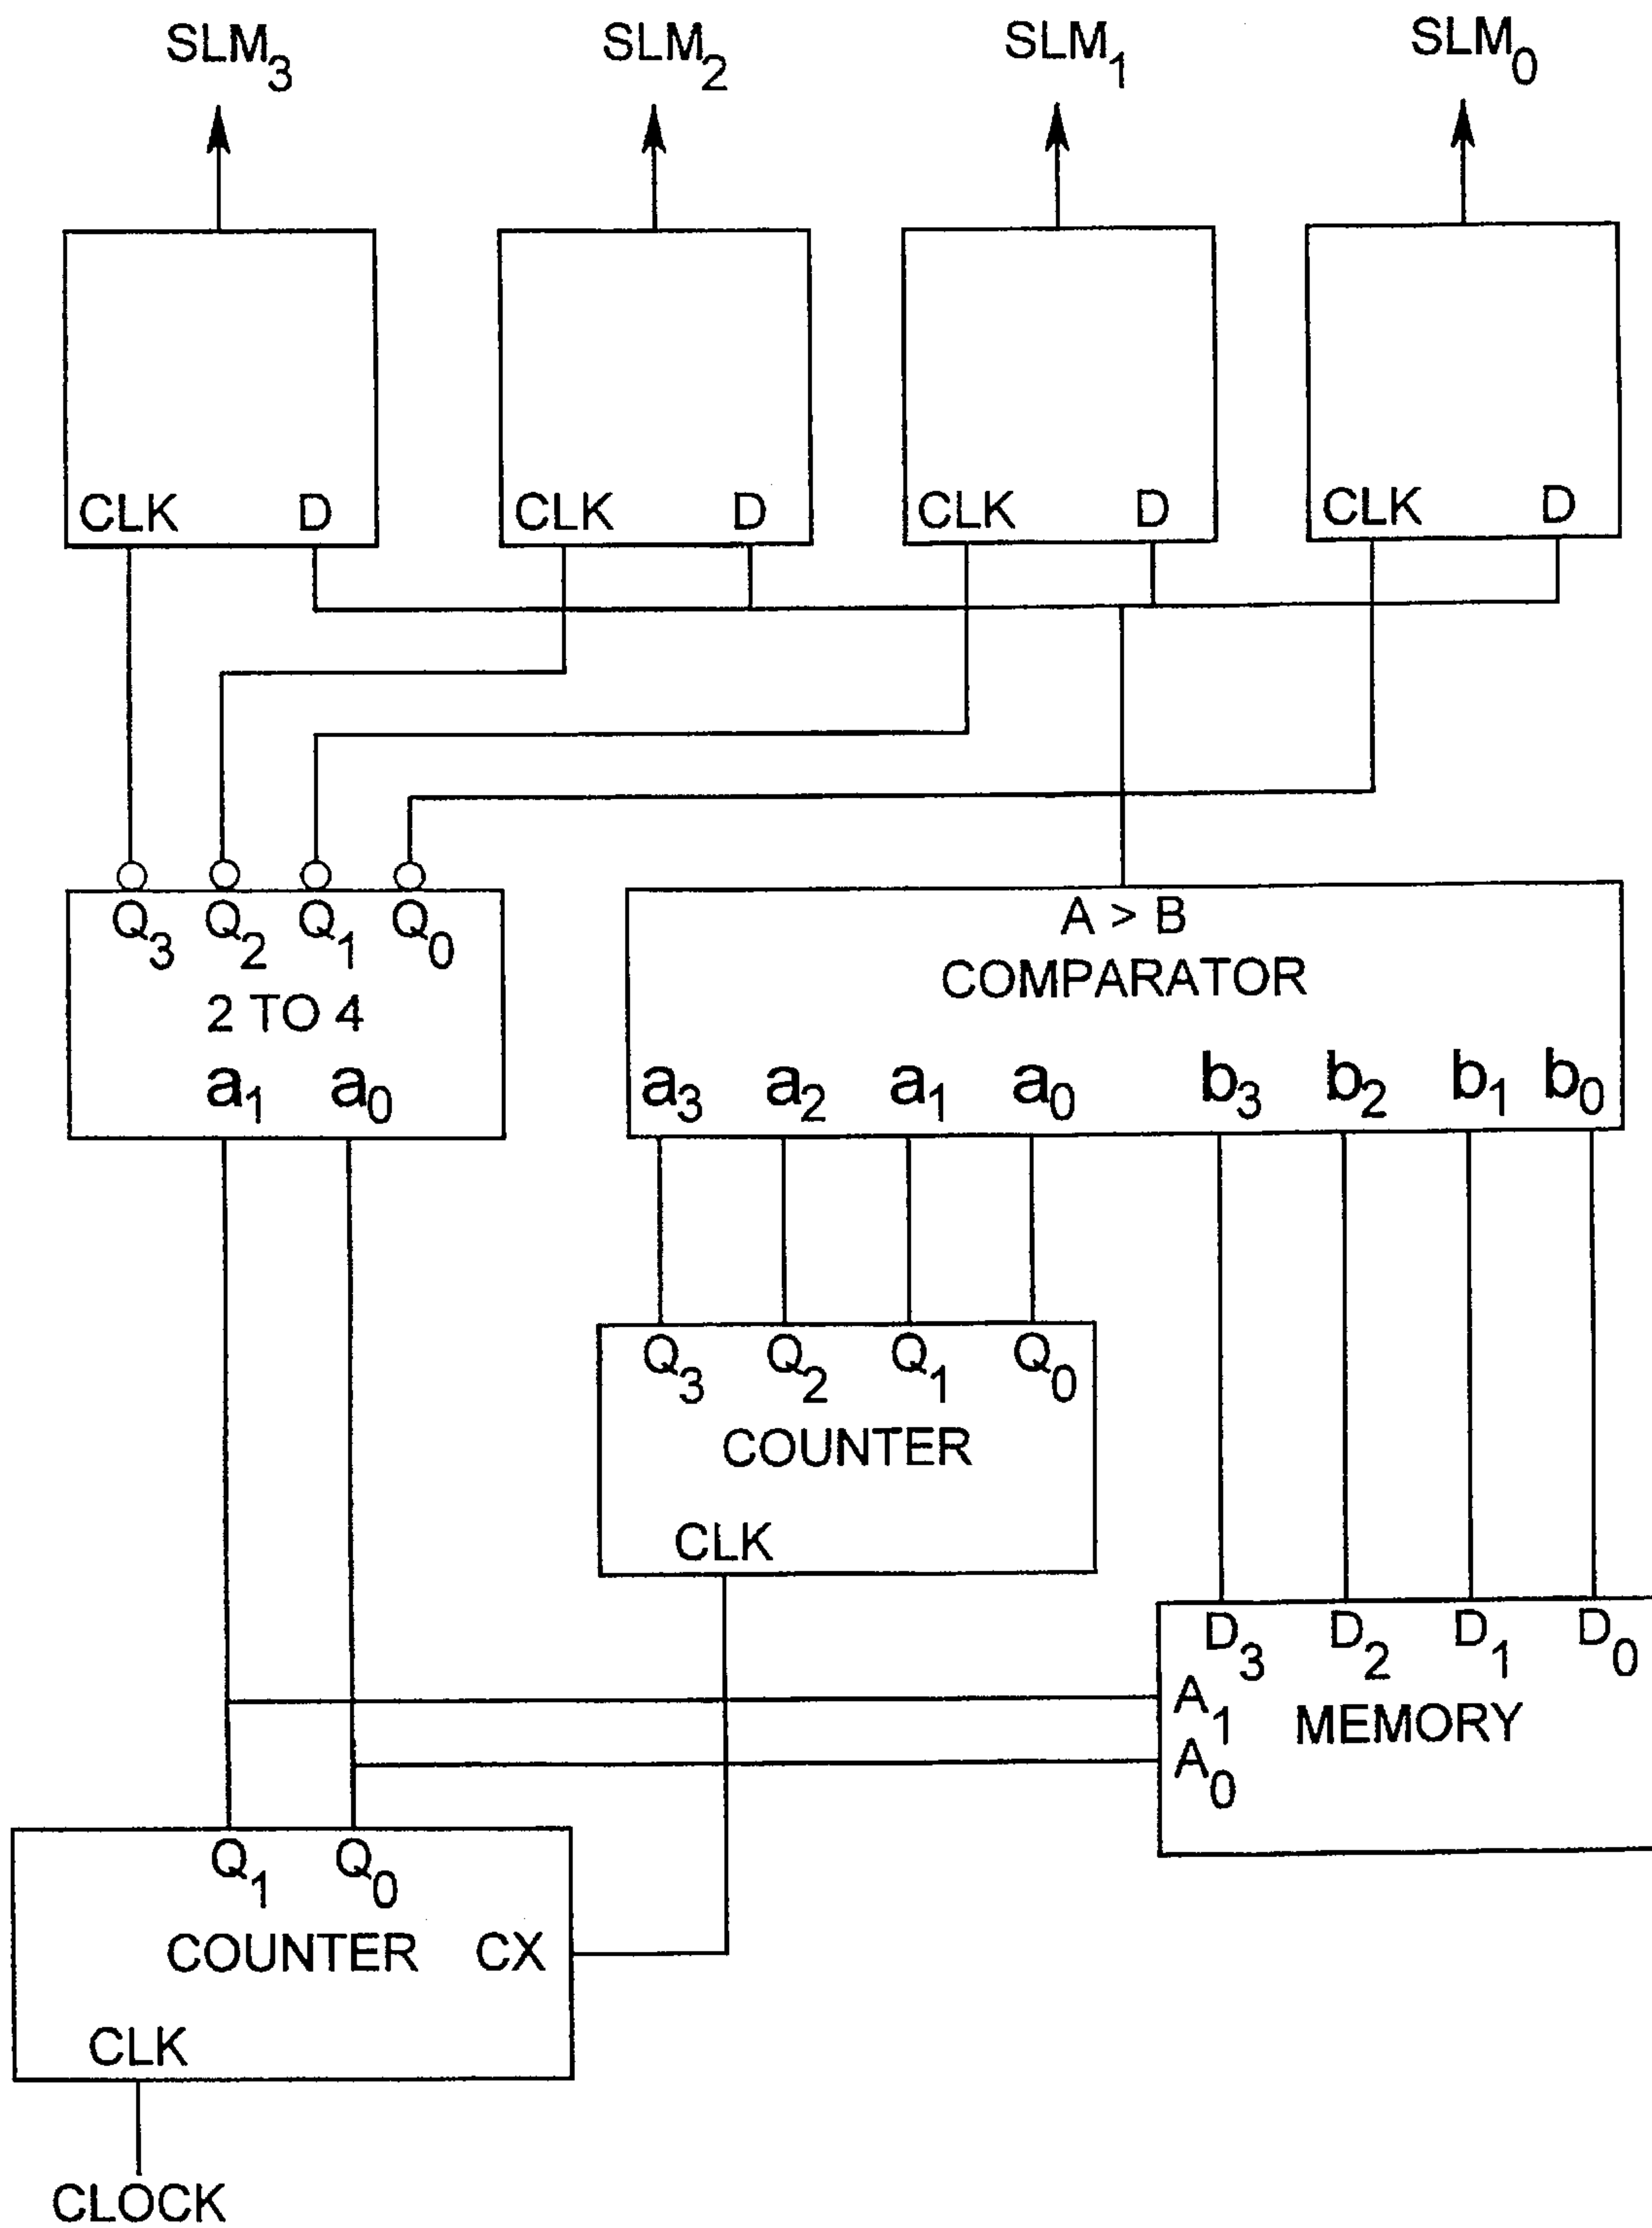 SLM3 SLM2 SLM1 SLM0
CLK D CLK D CLK D CLK D
Q3 Q2 Q1 Q0
2 TO 4
a1 a0
A > B
COMPARATOR
a3 a2 a1 a0 b3 b2 b1 b0
Q3 Q2 Q1 Q0
COUNTER
CLK
D3 D2 D1 D0
A1 MEMORY
A0
Q1 Q0
COUNTER CX
CLK
CLOCK